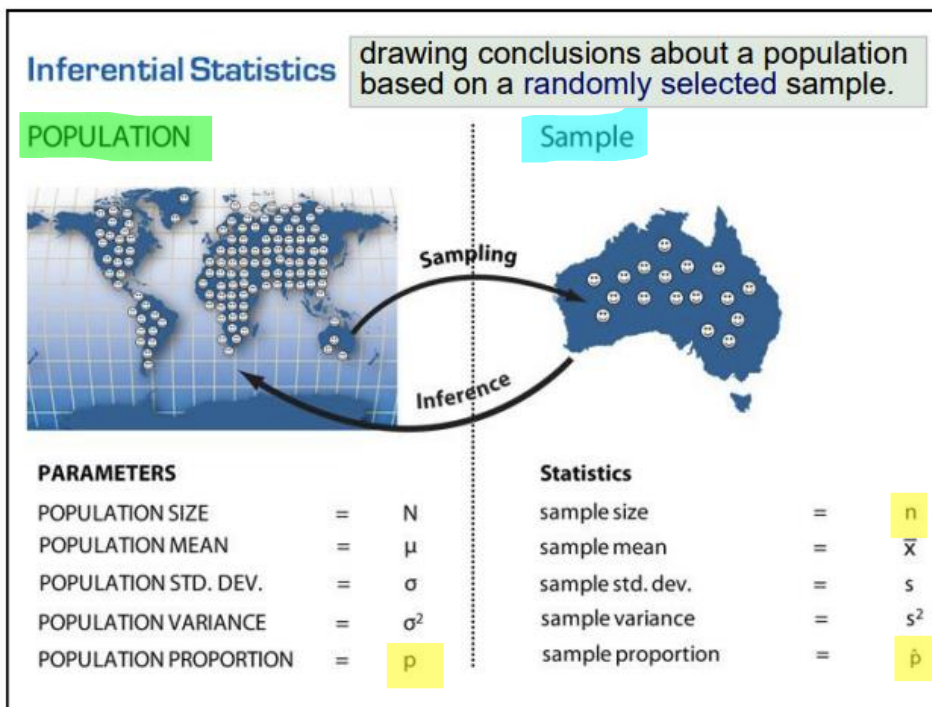 Inferential Statistics
drawing conclusions about a population
based on a randomly selected sample.
POPULATION
Sample
Sampling
Inference
PARAMETERS
POPULATION SIZE = N
POPULATION MEAN = μ
POPULATION STD. DEV. = σ
POPULATION VARIANCE = σ²
POPULATION PROPORTION = p
Statistics
sample size = n
sample mean = x̅
sample std. dev. = s
sample variance = s²
sample proportion = p̂